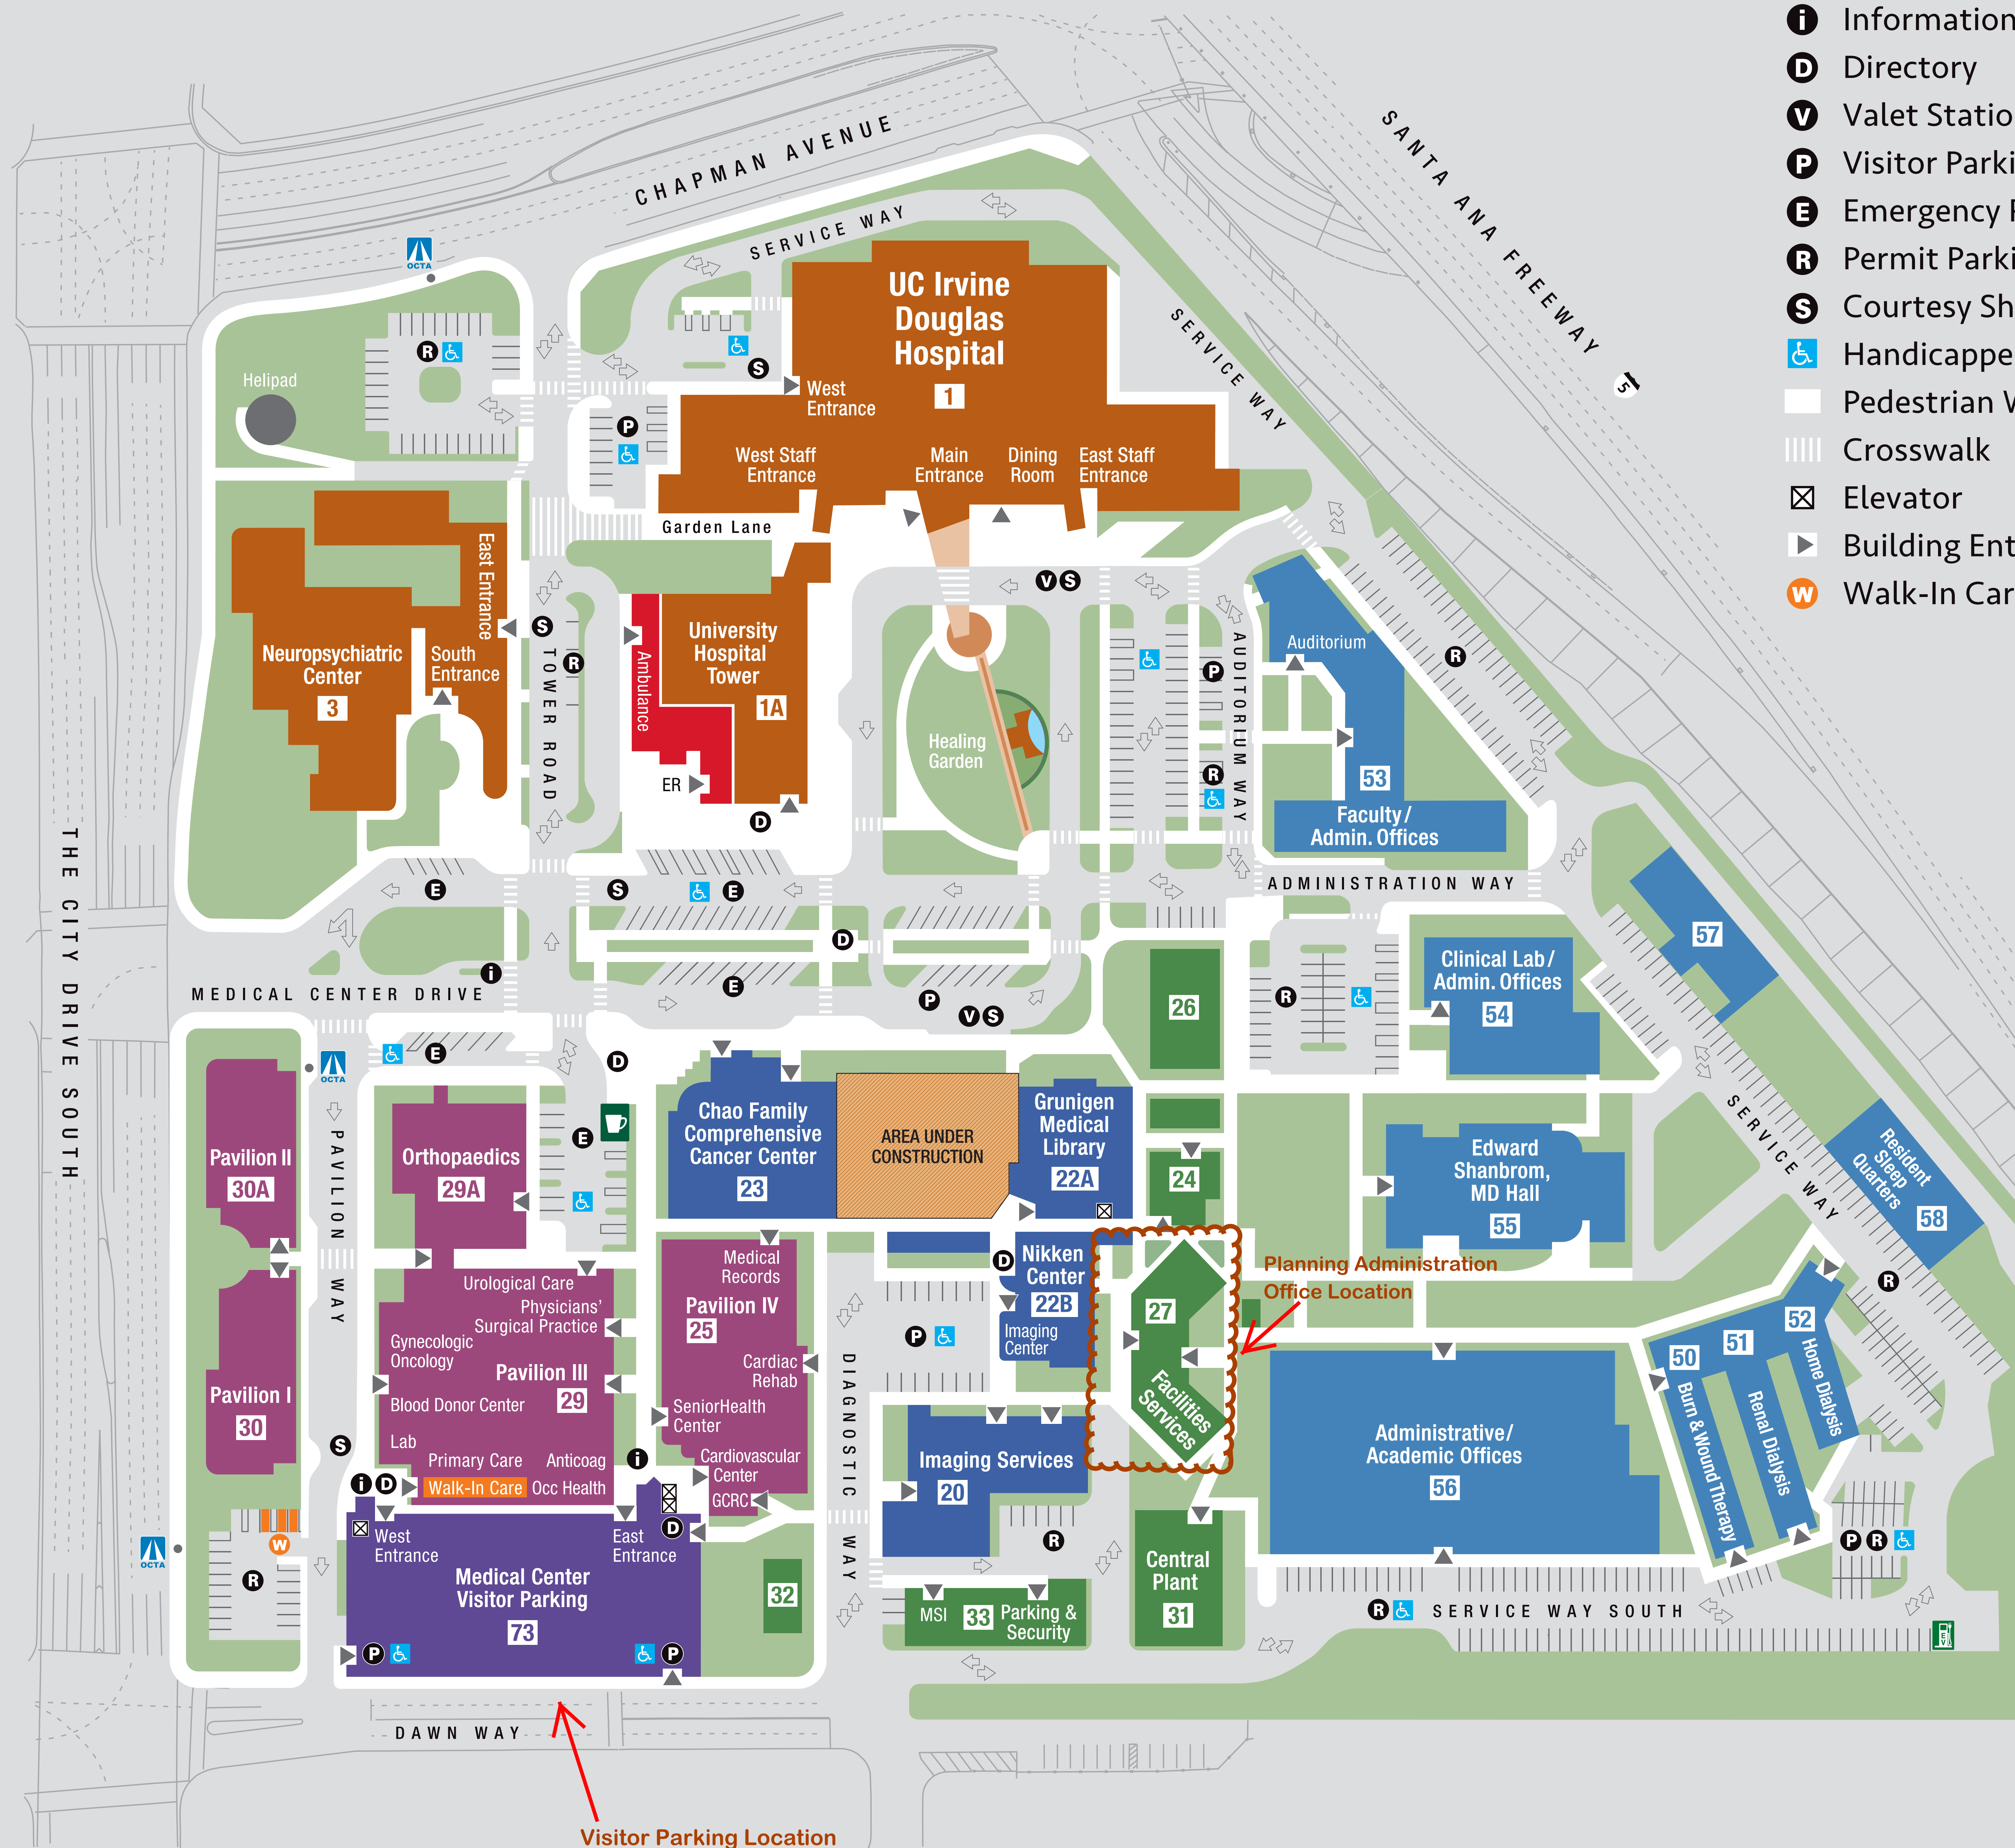 i Information
D Directory
V Valet Statio
P Visitor Parki
E Emergency P
R Permit Parki
S Courtesy Sh
Handicappe
Pedestrian W
Crosswalk
Elevator
Building Ent
W Walk-In Car
SANTA ANA FREEWAY
5
CHAPMAN AVENUE
SERVICE WAY
SERVICE WAY
OCTA
R
Helipad
UC Irvine
Douglas
Hospital
1
S
P
West
Entrance
West Staff
Entrance
Main
Entrance
Dining
Room
East Staff
Entrance
Garden Lane
East Entrance
Neuropsychiatric
Center
3
South
Entrance
S
R
TOWER ROAD
Ambulance
University
Hospital
Tower
1A
ER
D
V S
Healing
Garden
P
R
AUDITORIUM WAY
Auditorium
R
53
Faculty/
Admin. Offices
ADMINISTRATION WAY
THE CITY DRIVE SOUTH
E
S
E
D
i
E
P
V S
MEDICAL CENTER DRIVE
26
R
Clinical Lab/
Admin. Offices
54
57
OCTA
E
D
Pavilion II
30A
PAVILION WAY
Orthopaedics
29A
E
Chao Family
Comprehensive
Cancer Center
23
AREA UNDER
CONSTRUCTION
Grunigen
Medical
Library
22A
24
Edward
Shanbrom,
MD Hall
55
SERVICE WAY
Resident
Sleep
Quarters
58
R
Pavilion I
30
Urological Care
Physicians'
Surgical Practice
Gynecologic
Oncology
Pavilion III
29
Blood Donor Center
Lab
Primary Care
Anticoag
Walk-In Care
Occ Health
S
i D
i
Medical
Records
Pavilion IV
25
Cardiac
Rehab
SeniorHealth
Center
Cardiovascular
Center
GCRC
DIAGNOSTIC WAY
P
D
Nikken
Center
22B
Imaging
Center
27
Facilities
Services
Planning Administration
Office Location
Administrative/
Academic Offices
56
50
51
52
Burn & Wound Therapy
Renal Dialysis
Home Dialysis
P R
Imaging Services
20
R
OCTA
W
R
West
Entrance
East
Entrance
D
Medical Center
Visitor Parking
73
P
P
32
MSI
33
Parking &
Security
Central
Plant
31
R
SERVICE WAY SOUTH
EV
DAWN WAY
Visitor Parking Location